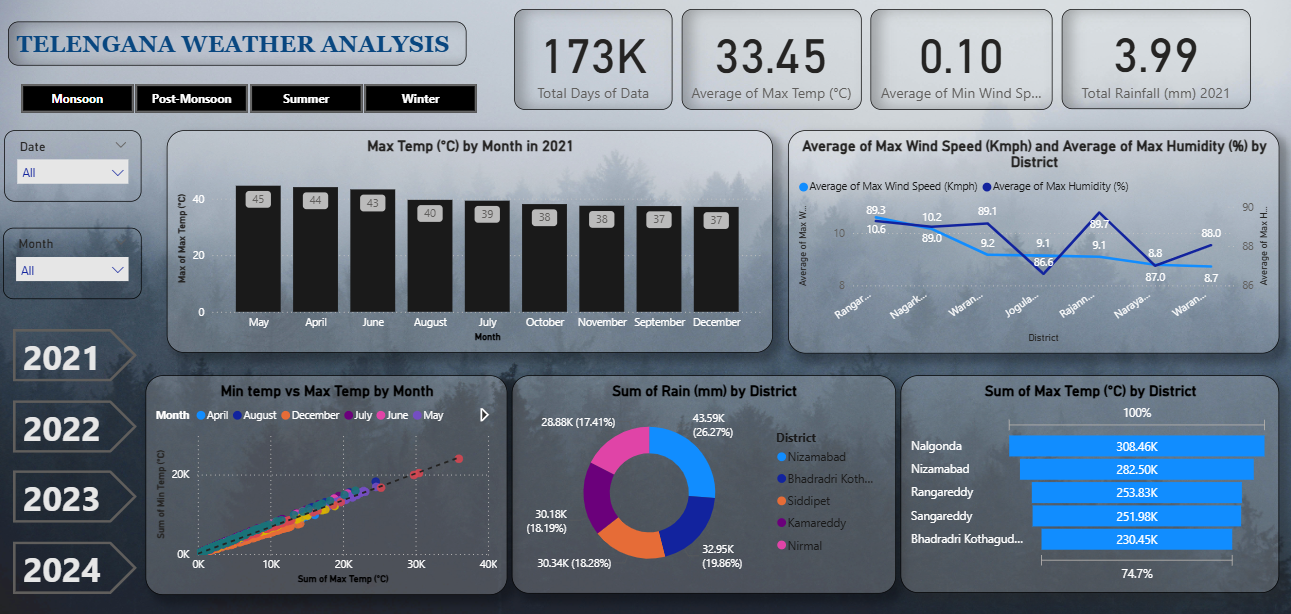 TELENGANA WEATHER ANALYSIS
Monsoon
Post-Monsoon
Summer
Winter
173K
Total Days of Data
33.45
Average of Max Temp (°C)
0.10
Average of Min Wind Sp...
3.99
Total Rainfall (mm) 2021
Date
All
Month
All
2021
2022
2023
2024
Max Temp (°C) by Month in 2021
Max of Max Temp (°C)
40
20
0
45
44
43
40
39
38
38
37
37
May
April
June
August
July
October
November
September
December
Month
Average of Max Wind Speed (Kmph) and Average of Max Humidity (%) by
District
Average of Max Wind Speed (Kmph)
Average of Max Humidity (%)
Average of Max W...
10
8
89.3
10.6
10.2
89.0
89.1
9.2
9.1
86.6
89.7
9.1
8.8
87.0
88.0
8.7
90
88
86
Average of Max H...
Rangar...
Nagark...
Waran...
Jogula...
Rajann...
Naraya...
Waran...
District
Min temp vs Max Temp by Month
Month
April
August
December
July
June
May
Sum of Min Temp (°C)
20K
0K
0K
10K
20K
30K
40K
Sum of Max Temp (°C)
Sum of Rain (mm) by District
43.59K
(26.27%)
32.95K
(19.86%)
30.34K (18.28%)
30.18K
(18.19%)
28.88K (17.41%)
District
Nizamabad
Bhadradri Koth...
Siddipet
Kamareddy
Nirmal
Sum of Max Temp (°C) by District
100%
Nalgonda
308.46K
Nizamabad
282.50K
Rangareddy
253.83K
Sangareddy
251.98K
Bhadradri Kothagud...
230.45K
74.7%